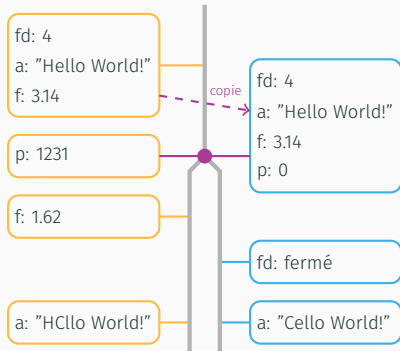 fd: 4
a: ”Hello World!”
f: 3.14
copie
fd: 4
a: ”Hello World!”
f: 3.14
p: 0
p: 1231
f: 1.62
fd: fermé
a: ”HCllo World!”
a: ”Cello World!”